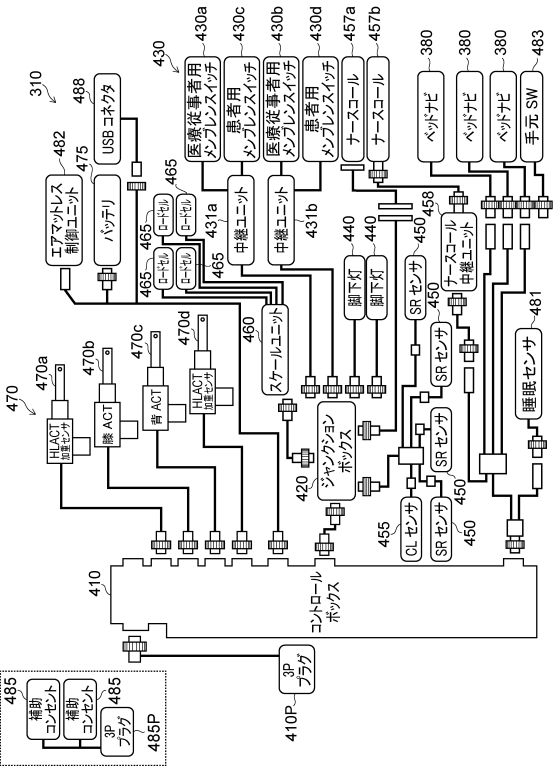 310
488
USB コネクタ
482
エアマットレス
制御ユニット
475
バッテリ
470
470a
HLACT
加重センサ
470b
膝 ACT
470c
背 ACT
470d
HLACT
加重センサ
465
ロードセル
465
ロードセル
465
ロードセル
465
ロードセル
460
スケールユニット
430
430a
医療従事者用
メンブレンスイッチ
430c
患者用
メンブレンスイッチ
430b
医療従事者用
メンブレンスイッチ
430d
患者用
メンブレンスイッチ
431a
中継ユニット
431b
中継ユニット
457a
ナースコール
457b
ナースコール
458
ナースコール
中継ユニット
440
脚下灯
440
脚下灯
450
SR センサ
450
SR センサ
450
SR センサ
450
SR センサ
455
CL センサ
380
ベッドナビ
380
ベッドナビ
380
ベッドナビ
483
手元 SW
481
睡眠センサ
420
ジャンクション
ボックス
410
コントロール
ボックス
410P
3P
プラグ
485
補助
コンセント
485
補助
コンセント
485P
3P
プラグ